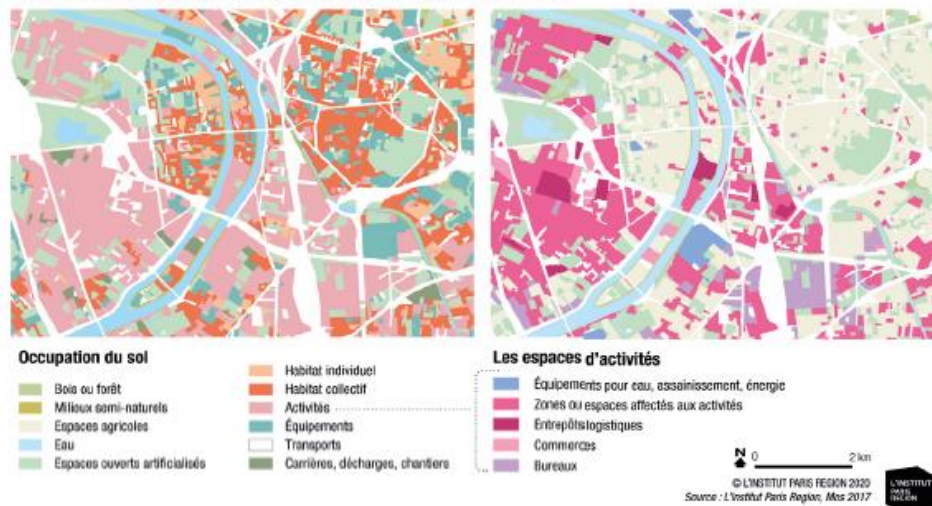 Occupation du sol
Bois ou forêt
Milieux semi-naturels
Espaces agricoles
Eau
Espaces ouverts artificialisés
Habitat individuel
Habitat collectif
Activités
Équipements
Transports
Carrières, décharges, chantiers
Les espaces d'activités
Équipements pour eau, assainissement, énergie
Zones ou espaces affectés aux activités
Entrepôts logistiques
Commerces
Bureaux
N 0 2 km
© L'INSTITUT PARIS REGION 2020
Source : L'Institut Paris Region, Mos 2017
L'INSTITUT
PARIS
REGION